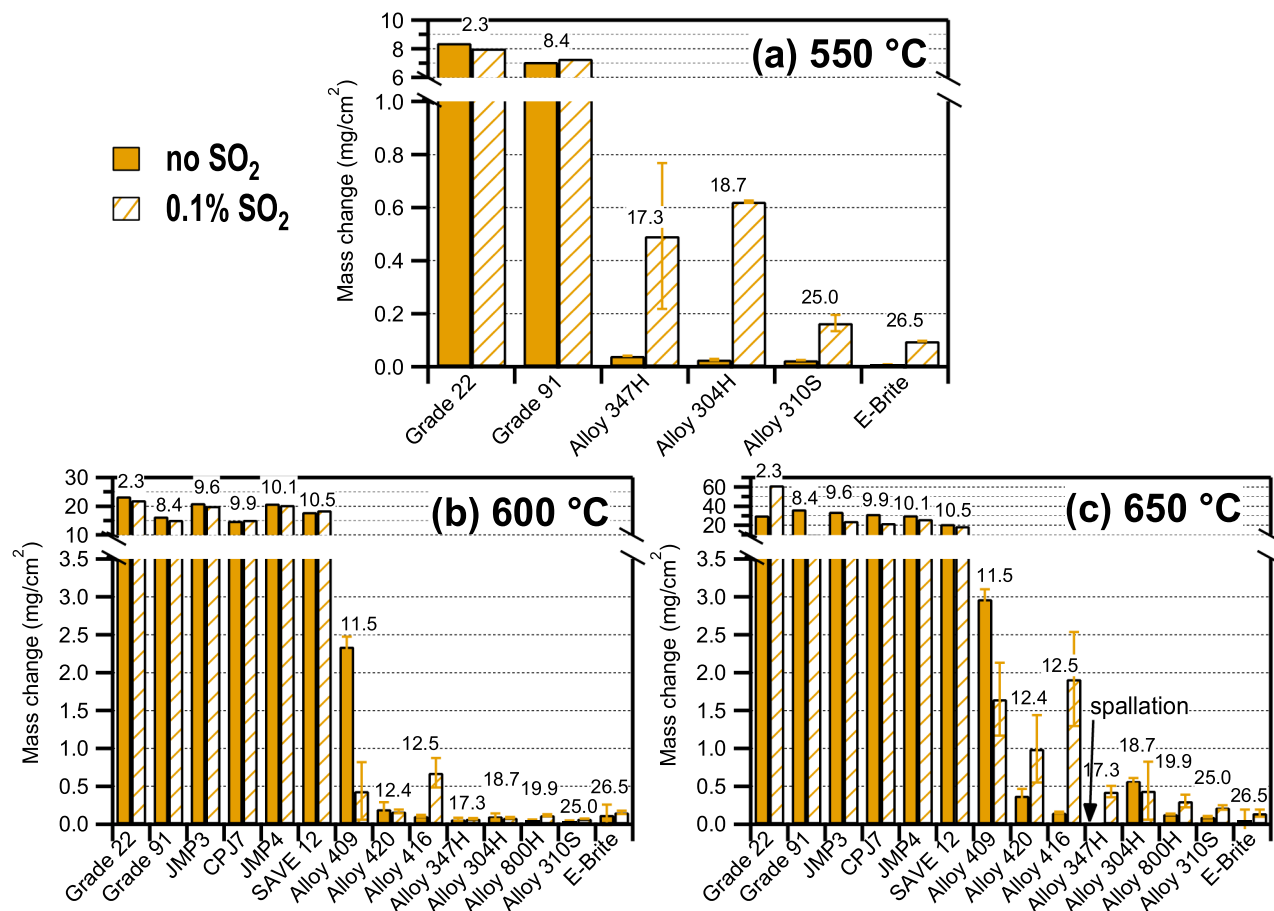 no SO2
0.1% SO2
(a) 550 °C
Mass change (mg/cm2)
10
8
6
1.0
0.8
0.6
0.4
0.2
0.0
2.3
8.4
17.3
18.7
25.0
26.5
Grade 22
Grade 91
Alloy 347H
Alloy 304H
Alloy 310S
E-Brite
(b) 600 °C
Mass change (mg/cm2)
30
20
10
3.5
3.0
2.5
2.0
1.5
1.0
0.5
0.0
2.3
8.4
9.6
9.9
10.1
10.5
11.5
12.4
12.5
17.3
18.7
19.9
25.0
26.5
Grade 22
Grade 91
JMP3
CPJ7
JMP4
SAVE 12
Alloy 409
Alloy 420
Alloy 416
Alloy 347H
Alloy 304H
Alloy 800H
Alloy 310S
E-Brite
(c) 650 °C
Mass change (mg/cm2)
60
40
20
3.5
3.0
2.5
2.0
1.5
1.0
0.5
0.0
2.3
8.4
9.6
9.9
10.1
10.5
11.5
12.4
12.5
spallation
17.3
18.7
19.9
25.0
26.5
Grade 22
Grade 91
JMP3
CPJ7
JMP4
SAVE 12
Alloy 409
Alloy 420
Alloy 416
Alloy 347H
Alloy 304H
Alloy 800H
Alloy 310S
E-Brite